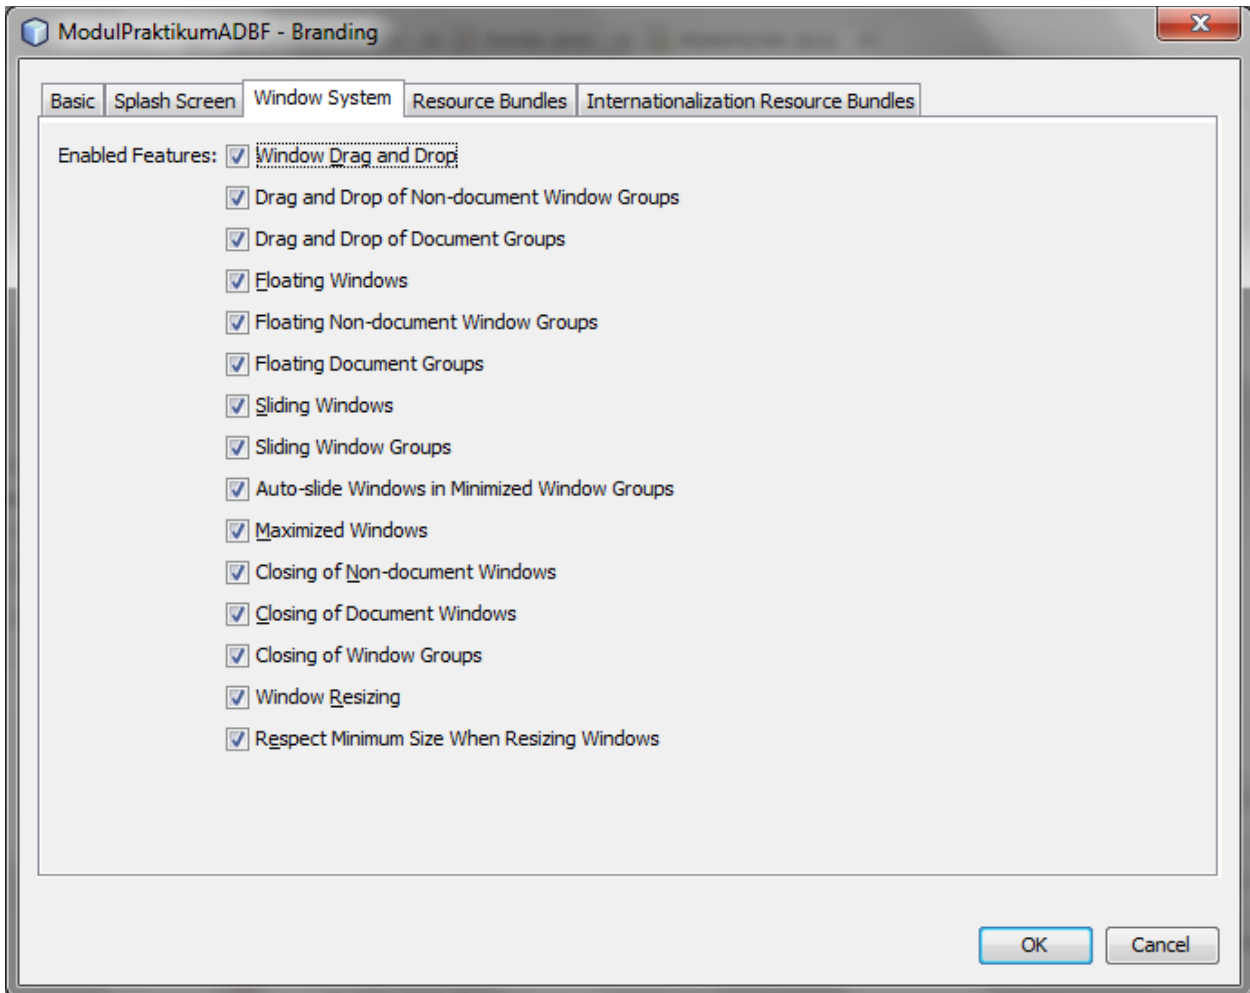 ModulPraktikumADBF - Branding
Basic Splash Screen Window System Resource Bundles Internationalization Resource Bundles
Enabled Features: Window Drag and Drop
Drag and Drop of Non-document Window Groups
Drag and Drop of Document Groups
Floating Windows
Floating Non-document Window Groups
Floating Document Groups
Sliding Windows
Sliding Window Groups
Auto-slide Windows in Minimized Window Groups
Maximized Windows
Closing of Non-document Windows
Closing of Document Windows
Closing of Window Groups
Window Resizing
Respect Minimum Size When Resizing Windows
OK Cancel